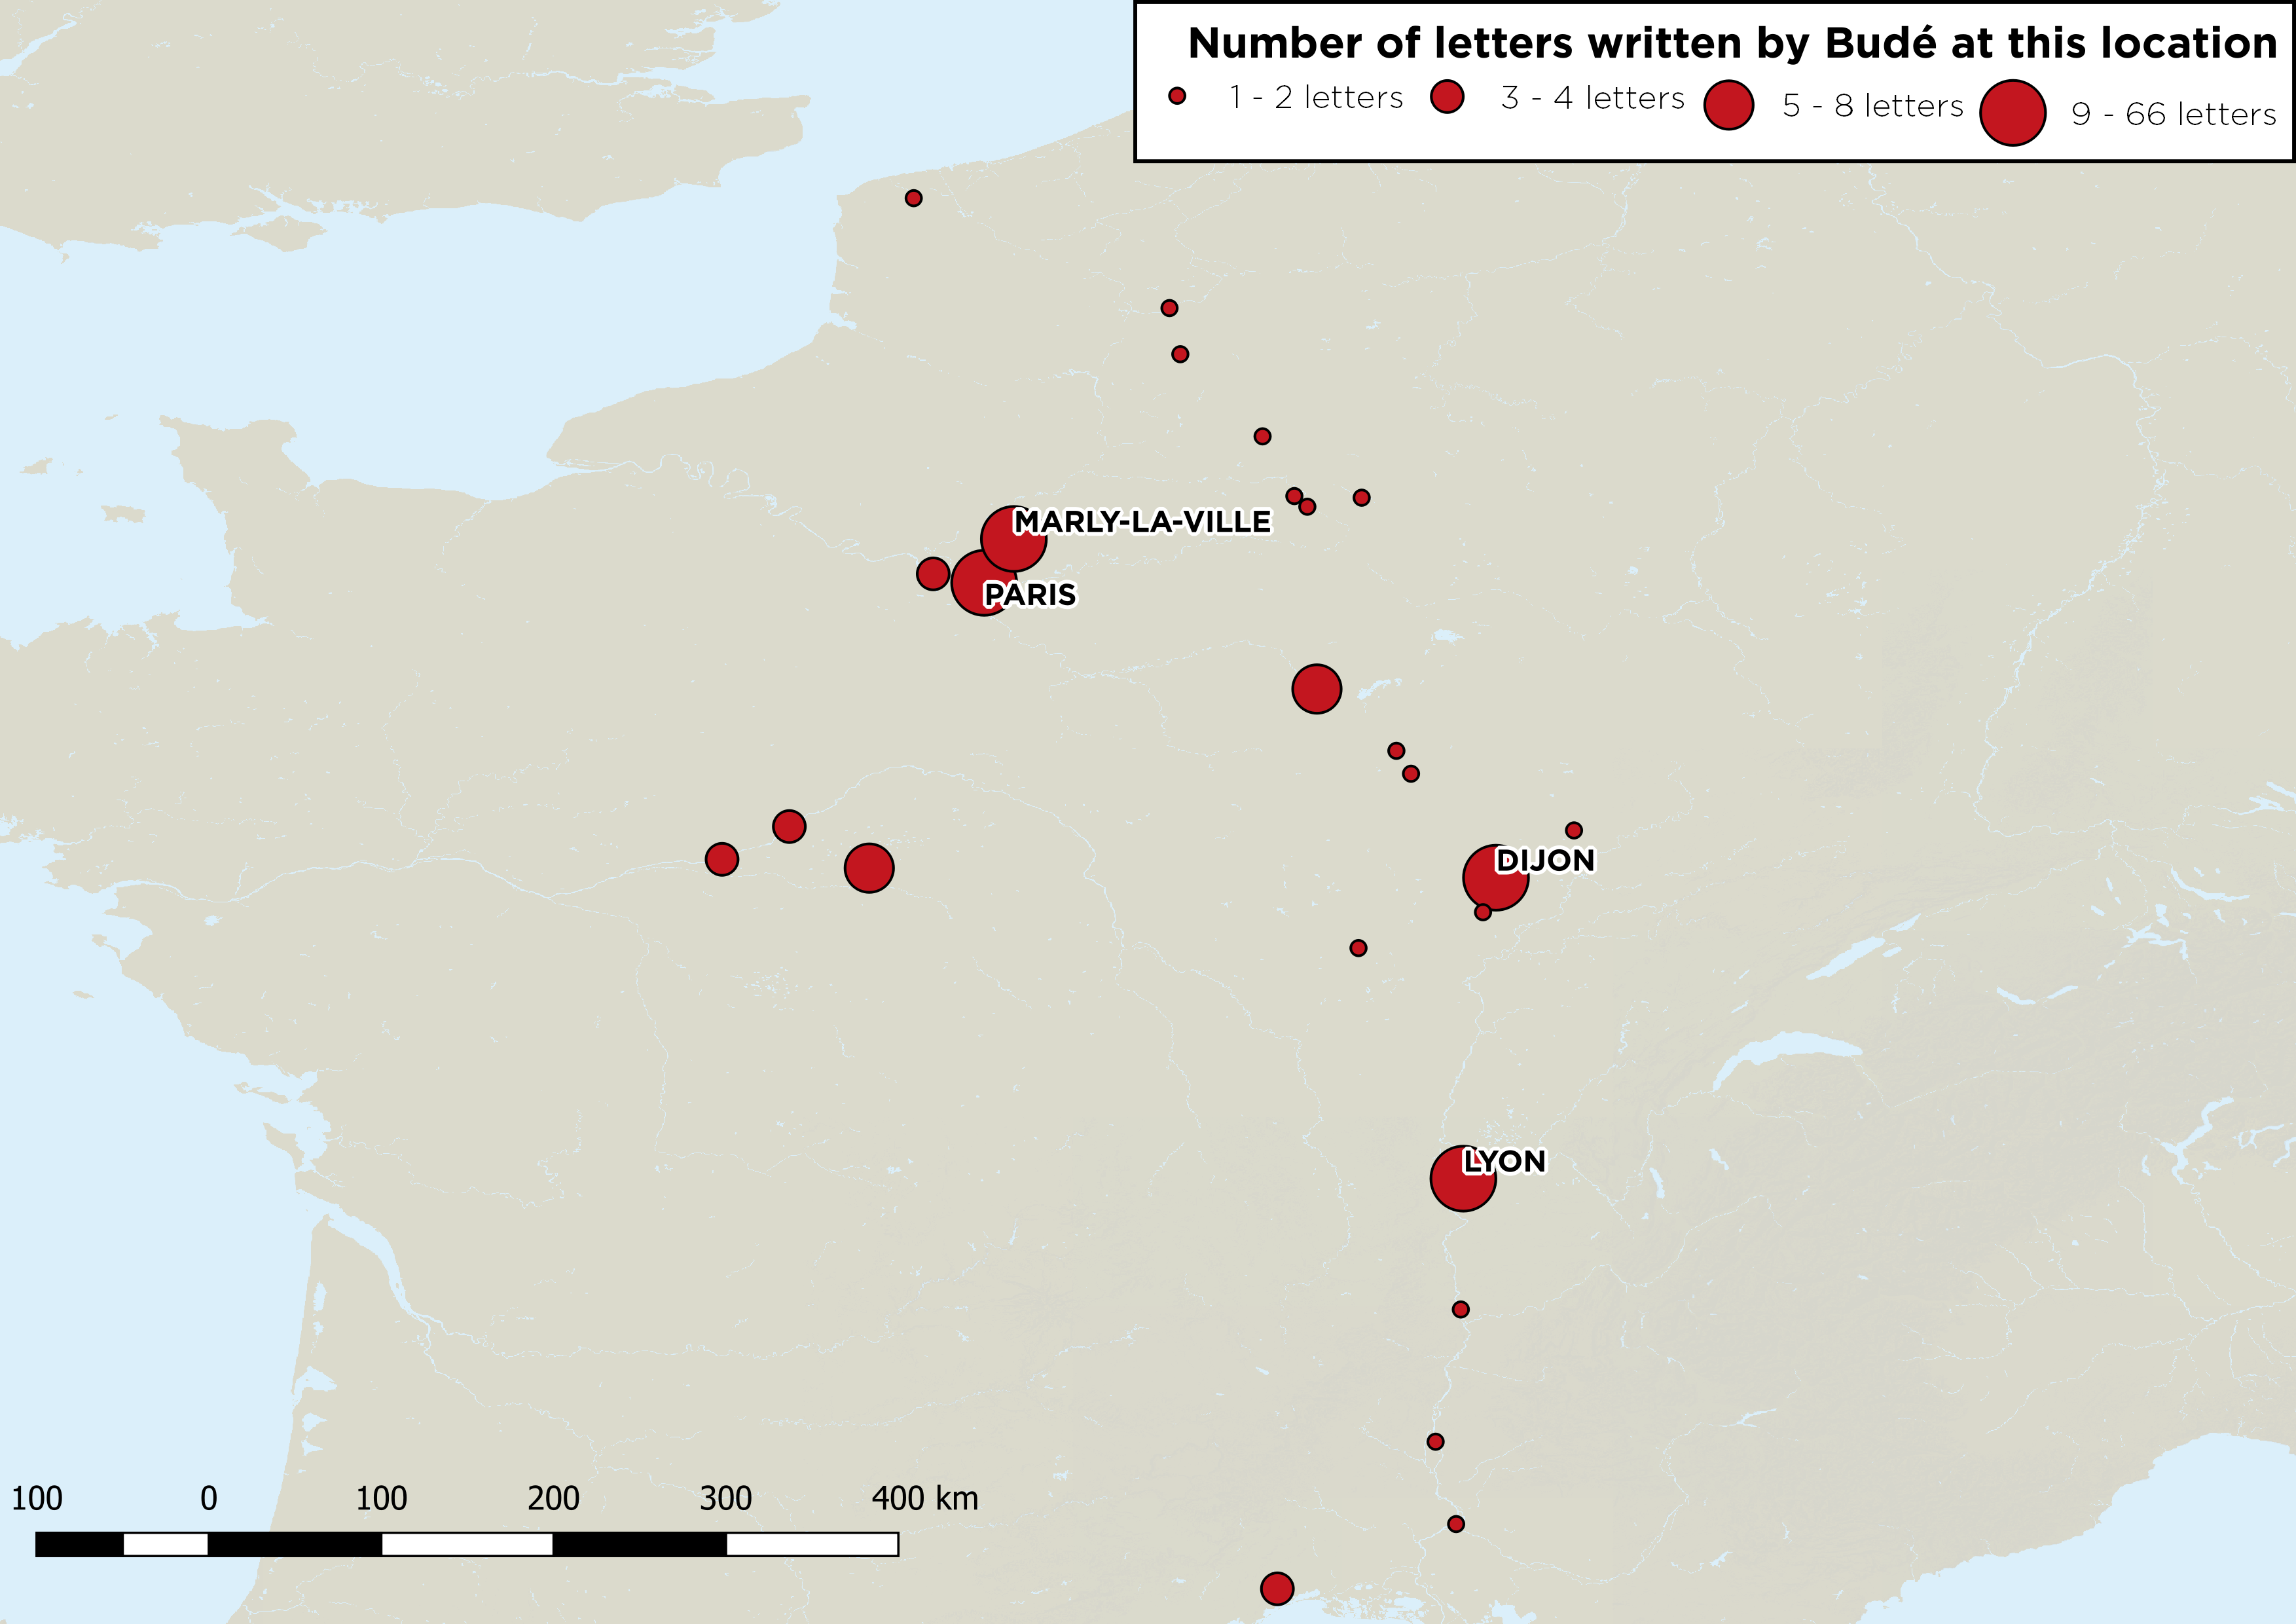 Number of letters written by Budé at this location
1 - 2 letters 3 - 4 letters 5 - 8 letters 9 - 66 letters
MARLY-LA-VILLE
PARIS
DIJON
LYON
100 0 100 200 300 400 km